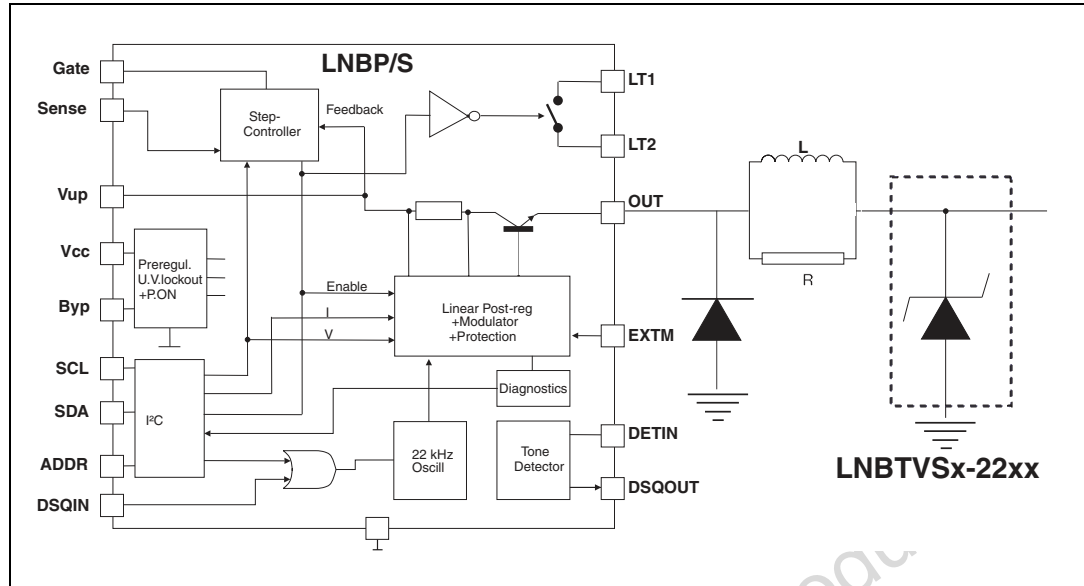 LNBP/S
Gate
Sense
Vup
Vcc
Byp
SCL
SDA
ADDR
DSQIN
Step-
Controller
Feedback
Preregul.
U.V.lockout
+P.ON
Enable
I
V
Linear Post-reg
+Modulator
+Protection
Diagnostics
I²C
22 kHz
Oscill
Tone
Detector
LT1
LT2
OUT
EXTM
DETIN
DSQOUT
L
R
LNBTVSx-22xx